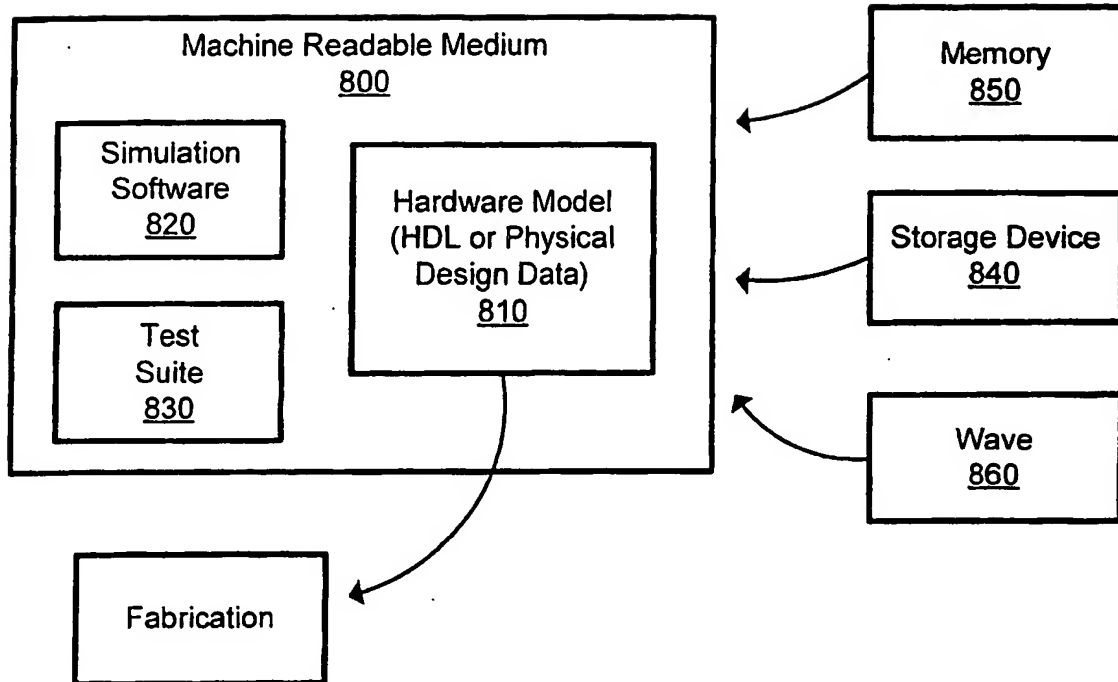 Machine Readable Medium
800
Simulation
Software
820
Test
Suite
830
Hardware Model
(HDL or Physical
Design Data)
810
Memory
850
Storage Device
840
Wave
860
Fabrication